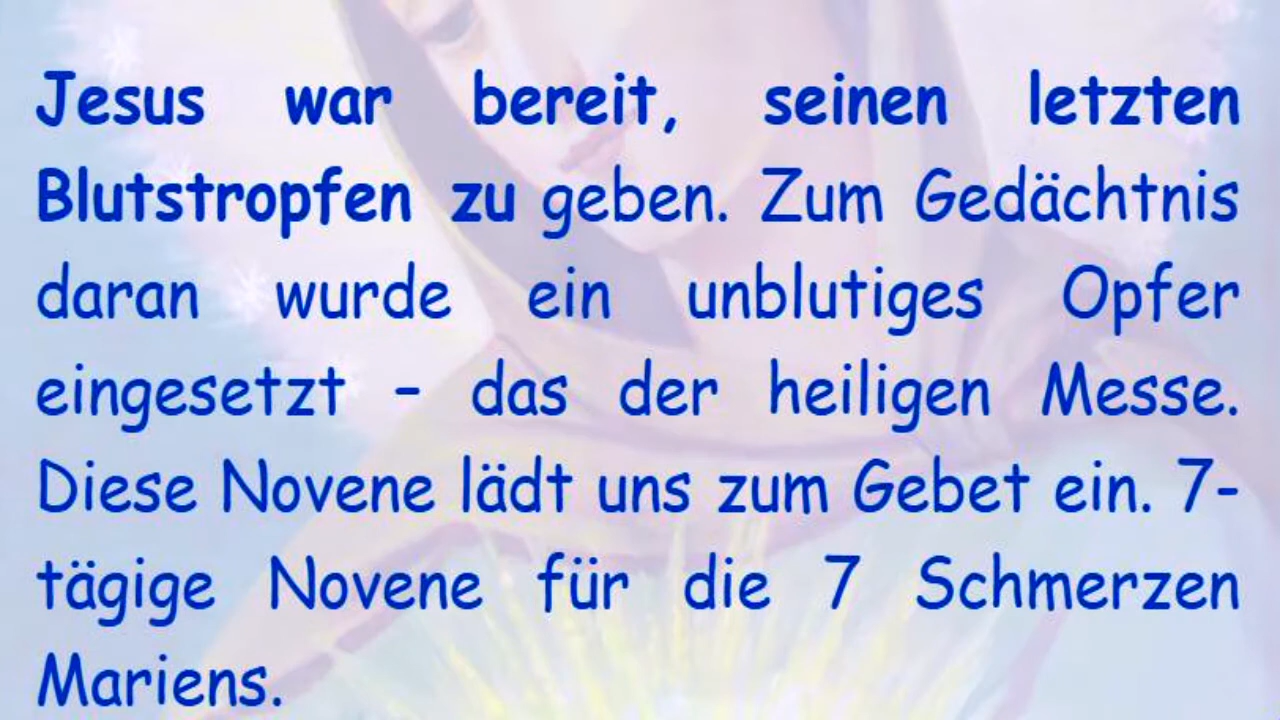 Jesus war bereit, seinen letzten
Blutstropfen zu geben. Zum Gedächtnis
daran wurde ein unblutiges Opfer
eingesetzt – das der heiligen Messe.
Diese Novene lädt uns zum Gebet ein. 7-
tägige Novene für die 7 Schmerzen
Mariens.